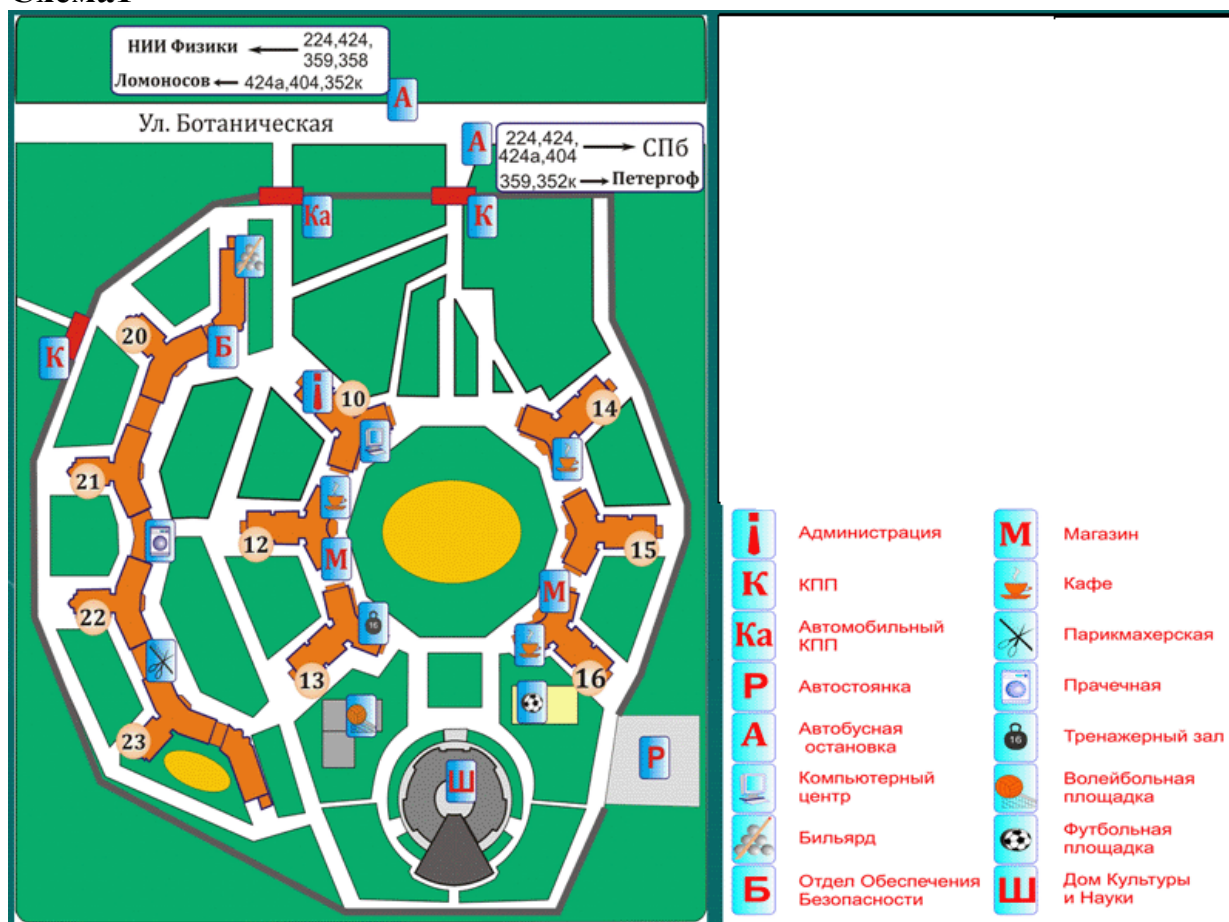 НИИ Физики 224,424,
359,358
Ломоносов 424а,404,352к
А
Ул. Ботаническая
А
224,424,
424а,404 СПб
359,352к Петергоф
Ка
К
20
Б
К
10
14
21
12
М
15
22
М
16
13
16
23
Р
Ш
Администрация
К
КПП
Ка
Автомобильный
КПП
Р
Автостоянка
А
Автобусная
остановка
Компьютерный
центр
Бильярд
Б
Отдел Обеспечения
Безопасности
М
Магазин
Кафе
Парикмахерская
Прачечная
16
Тренажерный зал
Волейбольная
площадка
Футбольная
площадка
Ш
Дом Культуры
и Науки